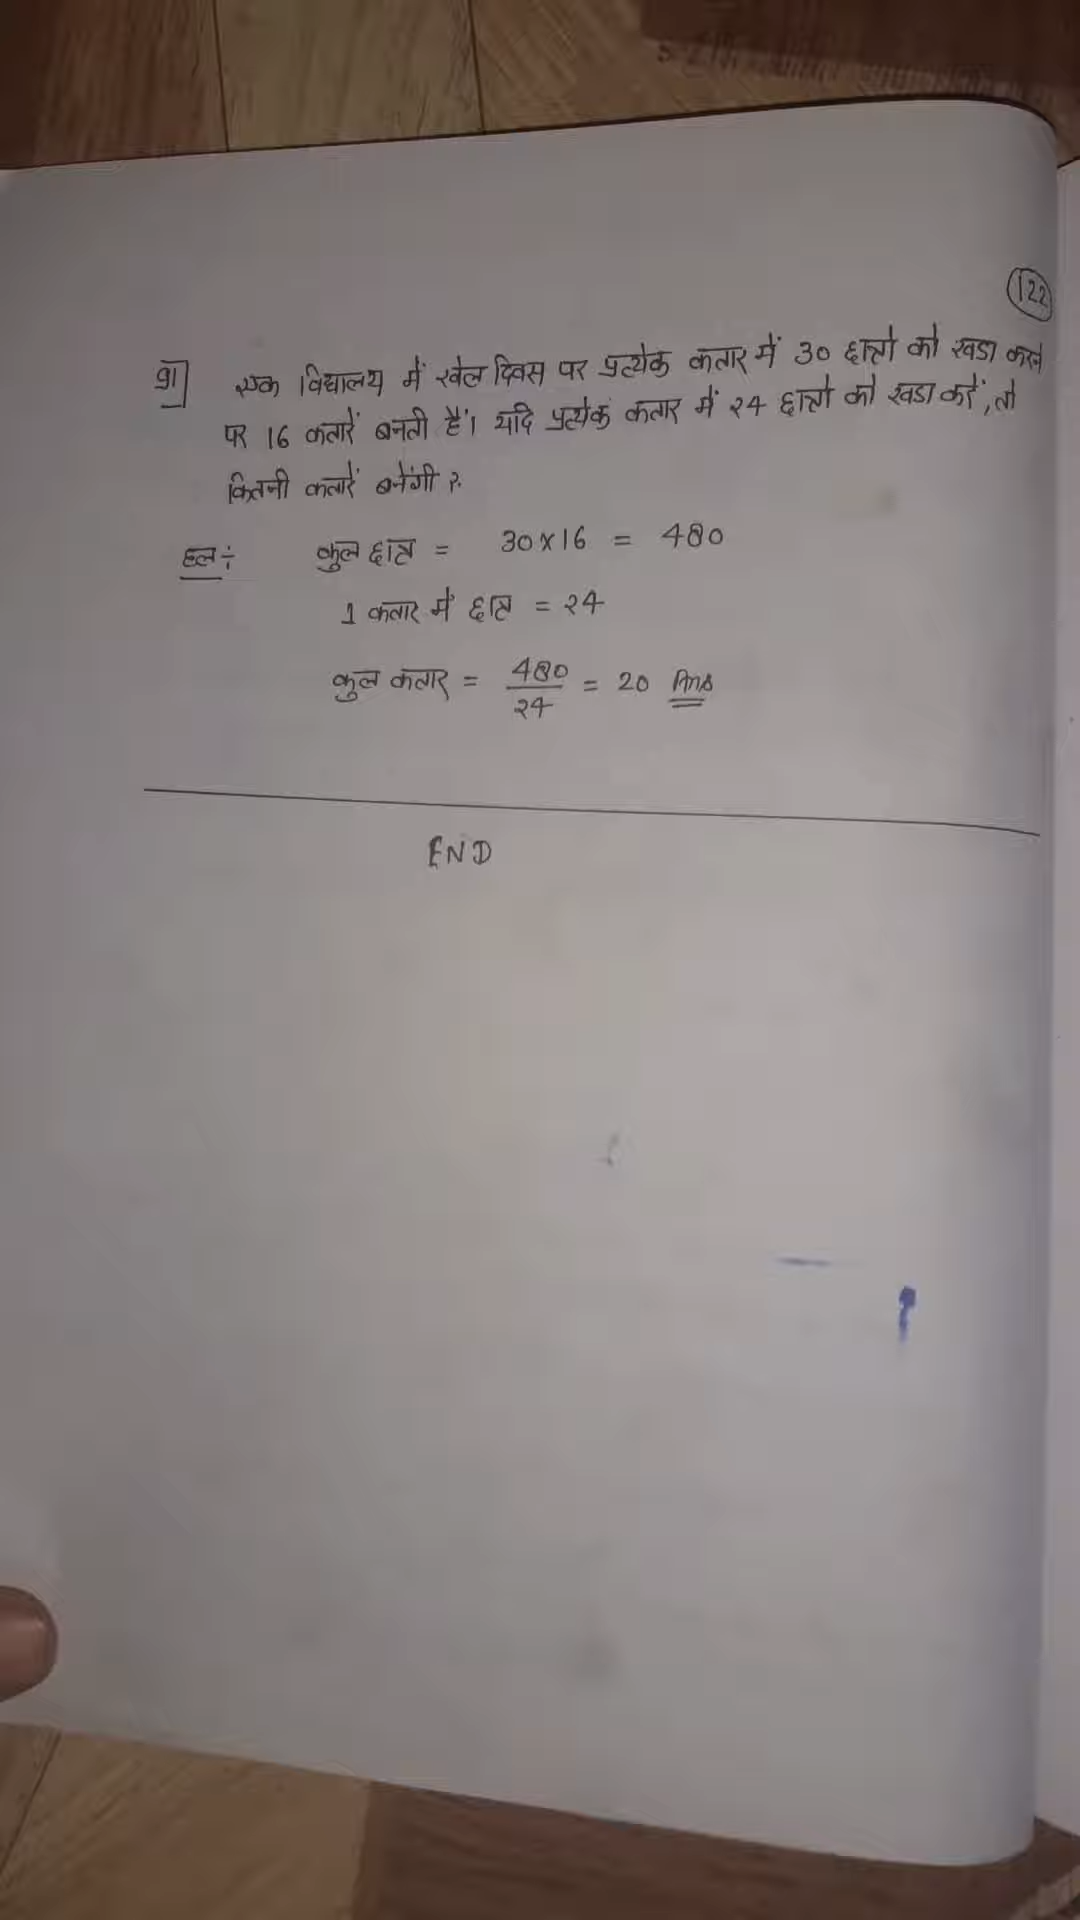 122
प्रा] एक विद्यालय में खेल दिवस पर प्रत्येक कतार में 30 छात्रो को खडा करने
पर 16 कतारें बनती हैं। यदि प्रत्येक कतार में 24 छात्रो को खडा करें, तो
कितनी कतारें बनेंगी ?
हल ÷ कुल छात्र = 30 × 16 = 480
1 कतार में छात्र = 24
कुल कतार = 480/24 = 20 Ans
END